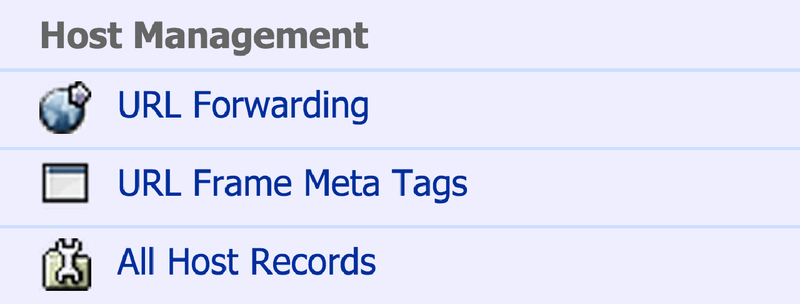 Host Management
URL Forwarding
URL Frame Meta Tags
All Host Records